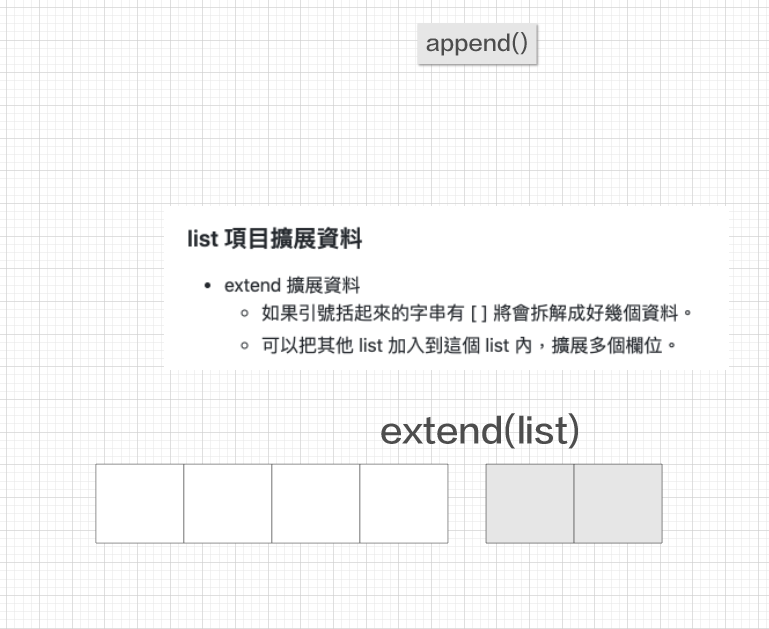 append()
list 項目擴展資料
• extend 擴展資料
◦ 如果引號括起來的字串有 [ ] 將會拆解成好幾個資料。
◦ 可以把其他 list 加入到這個 list 內，擴展多個欄位。
extend(list)